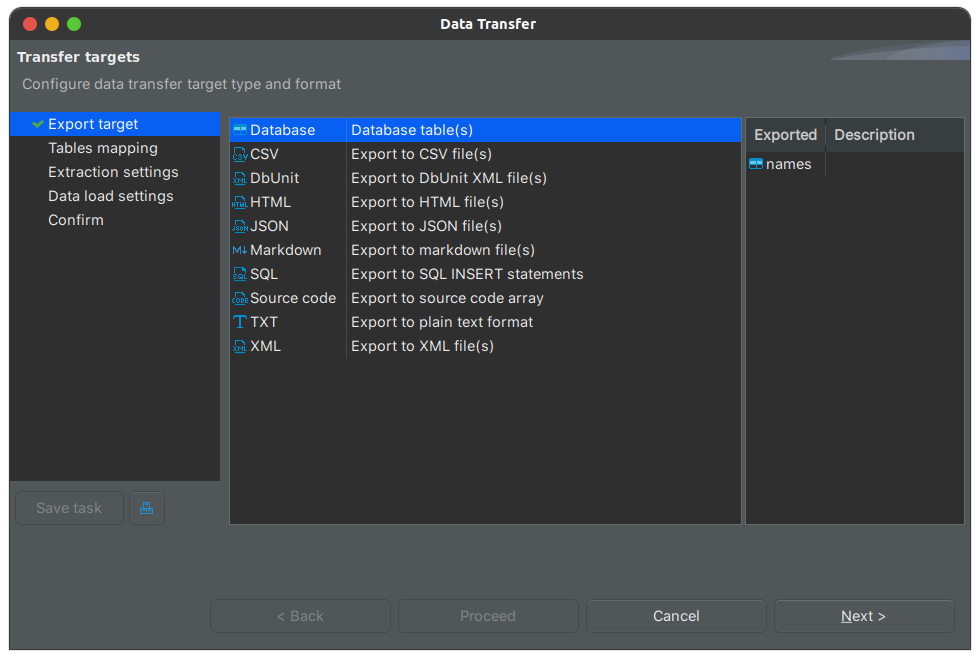 Data Transfer
Transfer targets
Configure data transfer target type and format
Export target
Tables mapping
Extraction settings
Data load settings
Confirm
Database Database table(s)
CSV Export to CSV file(s)
DbUnit Export to DbUnit XML file(s)
HTML Export to HTML file(s)
JSON Export to JSON file(s)
M↓ Markdown Export to markdown file(s)
SQL Export to SQL INSERT statements
Source code Export to source code array
TXT Export to plain text format
XML Export to XML file(s)
Exported Description
names
Save task
< Back Proceed Cancel Next >